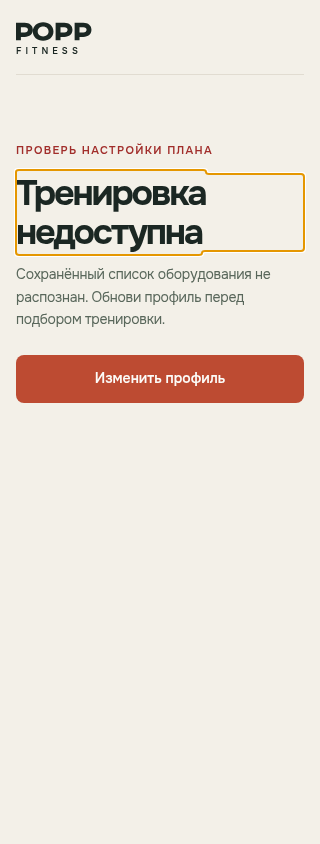 POPP
FITNESS
ПРОВЕРЬ НАСТРОЙКИ ПЛАНА
Тренировка
недоступна
Сохранённый список оборудования не
распознан. Обнови профиль перед
подбором тренировки.
Изменить профиль